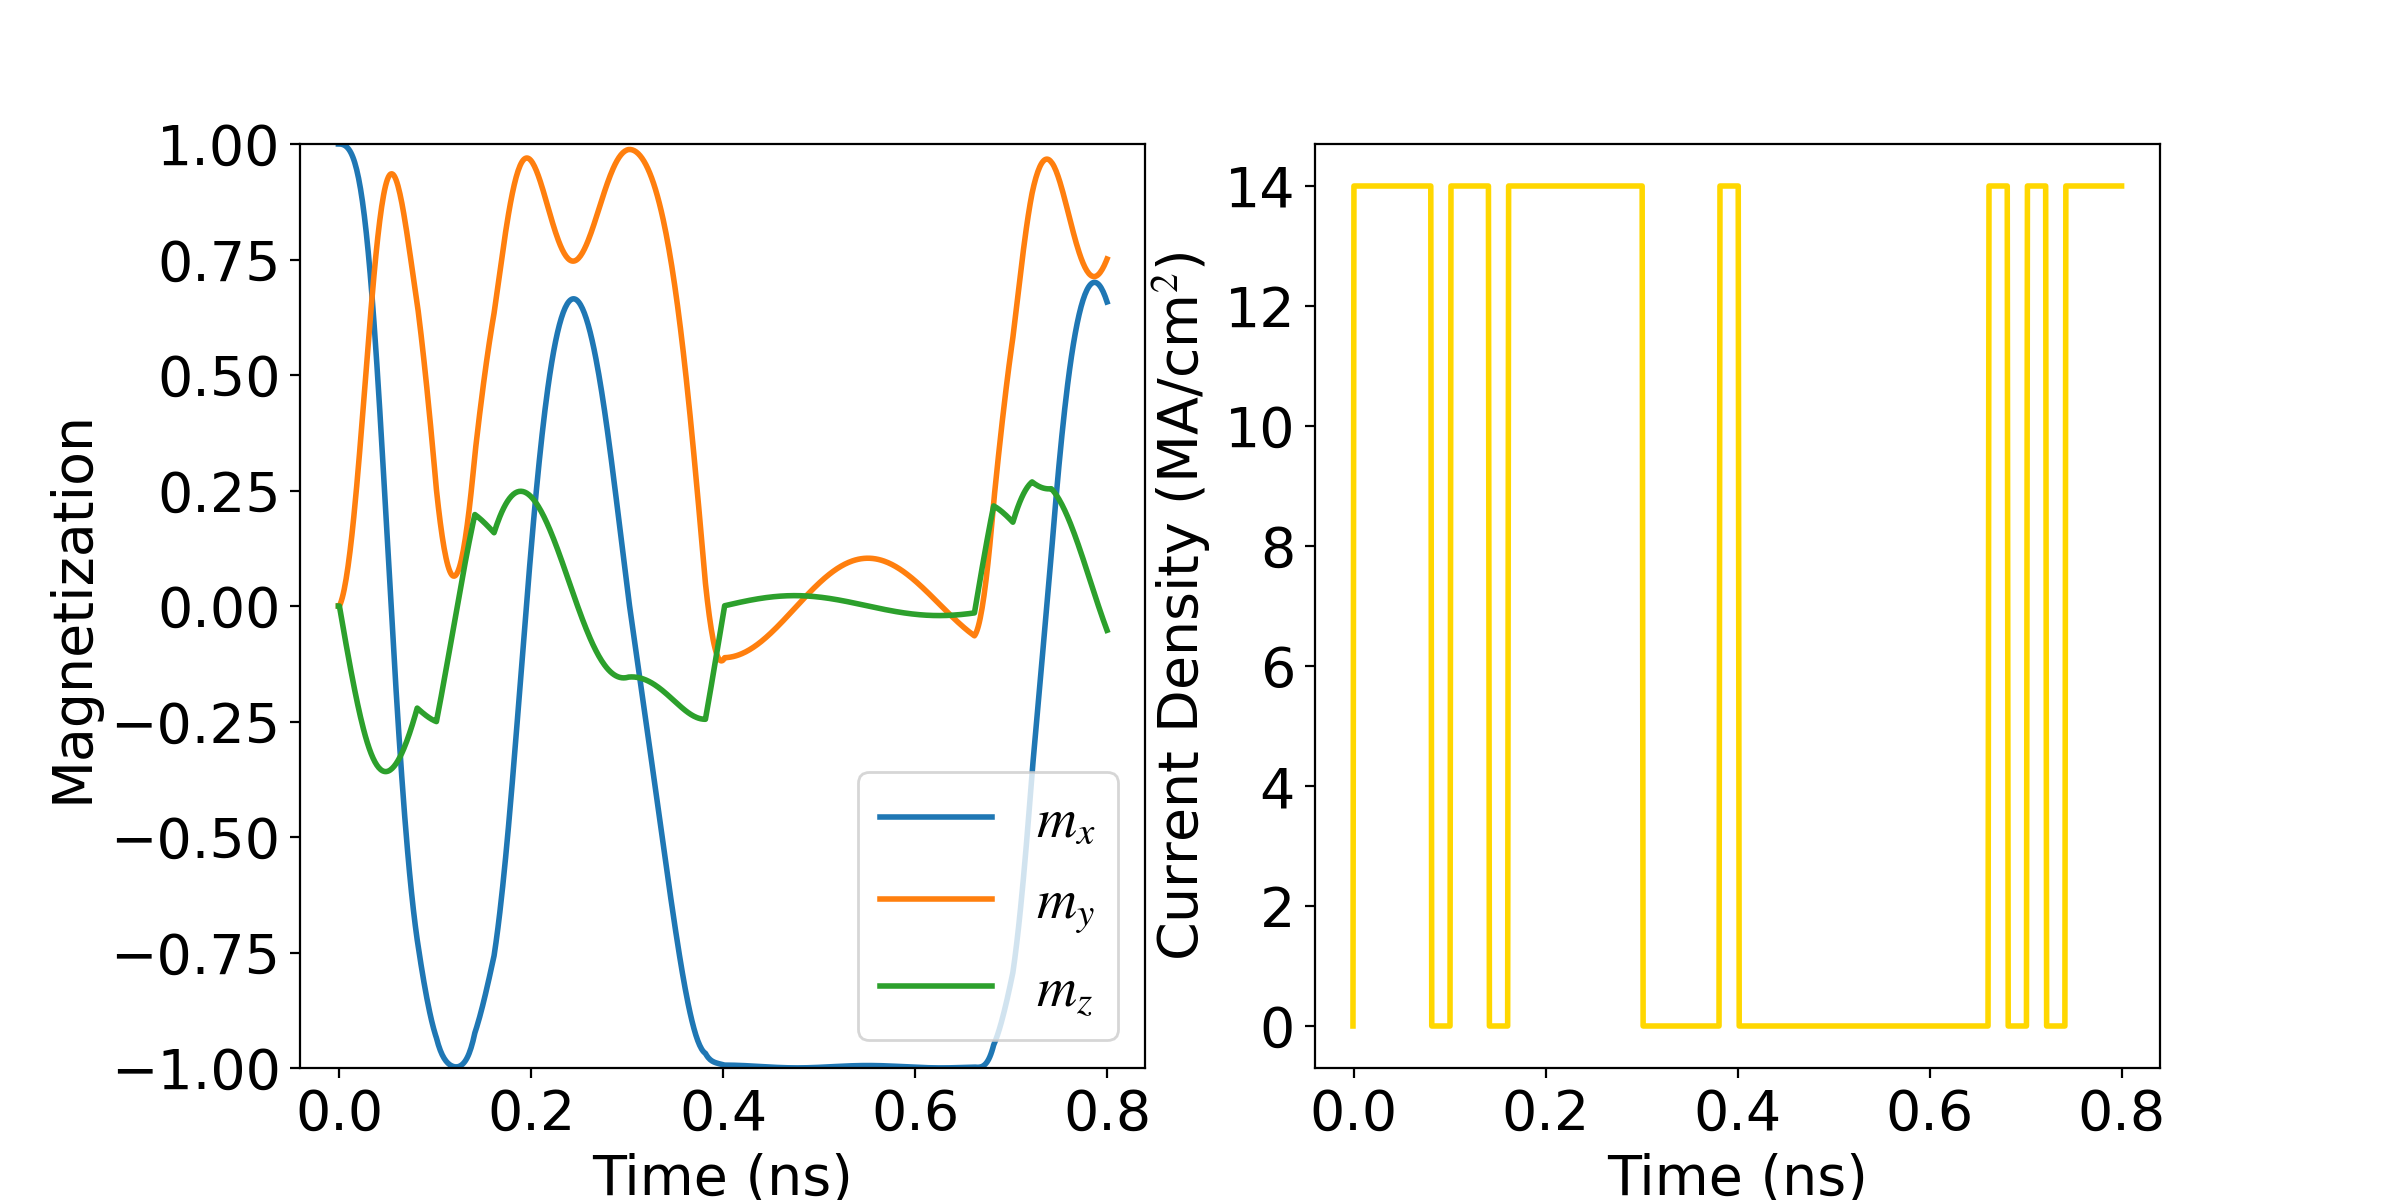 1.00
0.75
0.50
0.25
0.00
−0.25
−0.50
−0.75
−1.00
Magnetization
0.0 0.2 0.4 0.6 0.8
Time (ns)
m_x
m_y
m_z
14
12
10
8
6
4
2
0
Current Density (MA/cm²)
0.0 0.2 0.4 0.6 0.8
Time (ns)